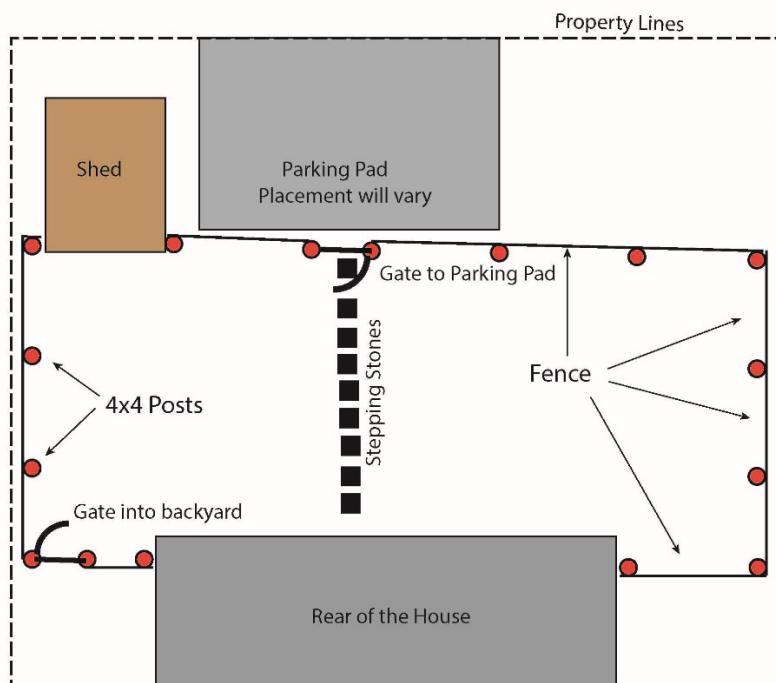 Property Lines
Shed
Parking Pad
Placement will vary
Gate to Parking Pad
Stepping Stones
Fence
4x4 Posts
Gate into backyard
Rear of the House